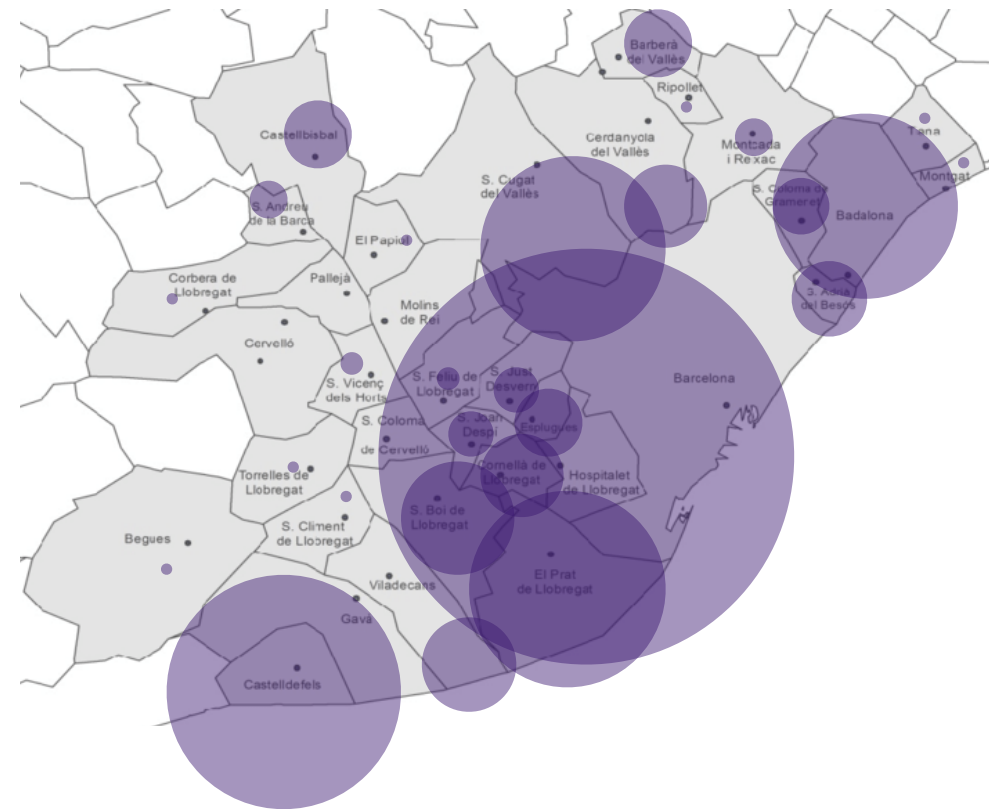 Barberà
del Vallès
Ripollet
Castellbisbal
Cerdanyola
del Vallès
Montcada
i Reixac
Tiana
Montgat
S. Cugat
del Vallès
S. Coloma de
Gramenet
Badalona
S. Andreu
de la Barca
El Papiol
Corbera de
Llobregat
Pallejà
S. Adrià
del Besòs
Molins
de Rei
Cervelló
S. Vicenç
dels Horts
S. Feliu de
Llobregat
S. Just
Desvern
Barcelona
S. Coloma
de Cervelló
S. Joan
Despí
Esplugues
Torrelles de
Llobregat
Cornellà de
Llobregat
Hospitalet
de Llobregat
S. Boi de
Llobregat
S. Climent
de Llobregat
Begues
Viladecans
El Prat
de Llobregat
Gavà
Castelldefels